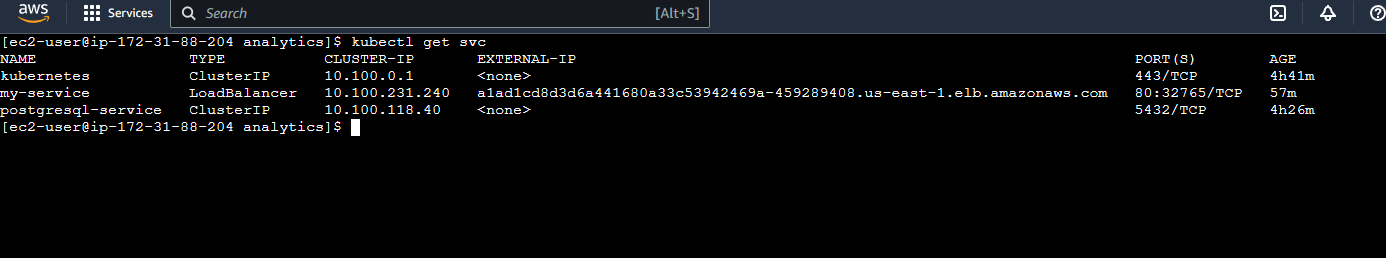 aws Services Search [Alt+S]
[ec2-user@ip-172-31-88-204 analytics]$ kubectl get svc
NAME TYPE CLUSTER-IP EXTERNAL-IP PORT(S) AGE
kubernetes ClusterIP 10.100.0.1 <none> 443/TCP 4h41m
my-service LoadBalancer 10.100.231.240 a1ad1cd8d3d6a441680a33c53942469a-459289408.us-east-1.elb.amazonaws.com 80:32765/TCP 57m
postgresql-service ClusterIP 10.100.118.40 <none> 5432/TCP 4h26m
[ec2-user@ip-172-31-88-204 analytics]$